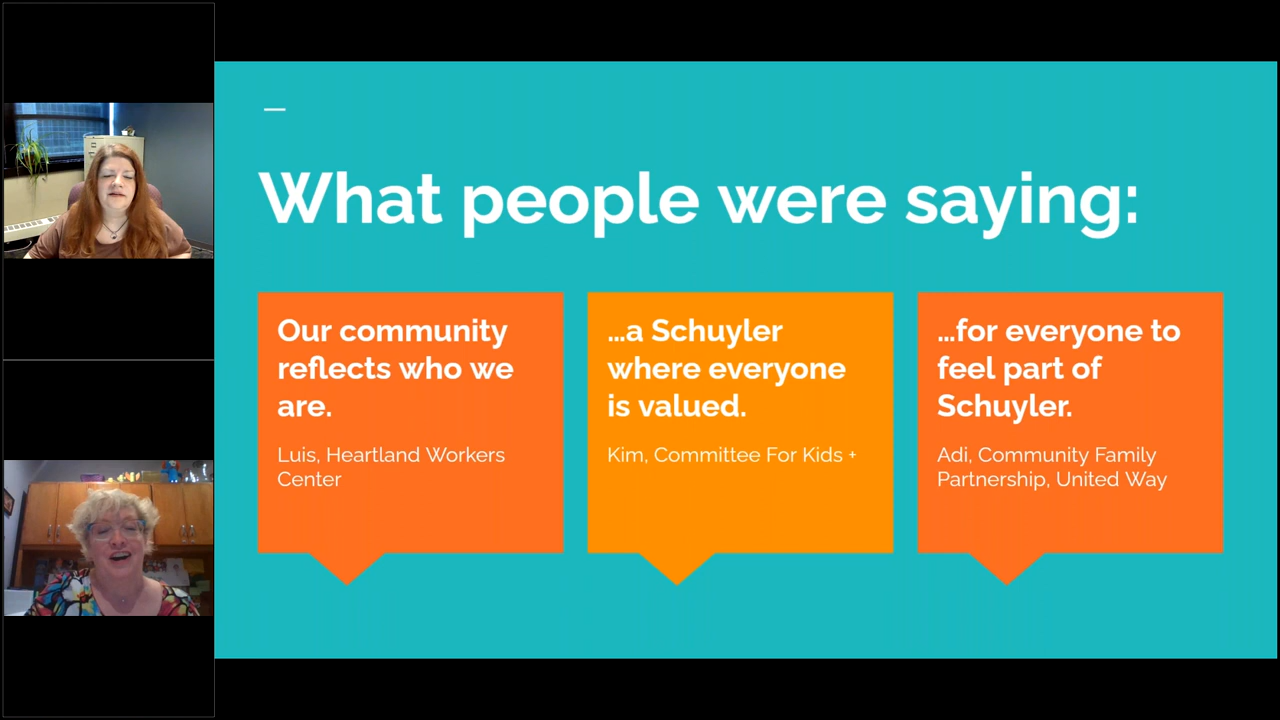 What people were saying:
Our community
reflects who we
are.
Luis, Heartland Workers
Center
…a Schuyler
where everyone
is valued.
Kim, Committee For Kids +
…for everyone to
feel part of
Schuyler.
Adi, Community Family
Partnership, United Way